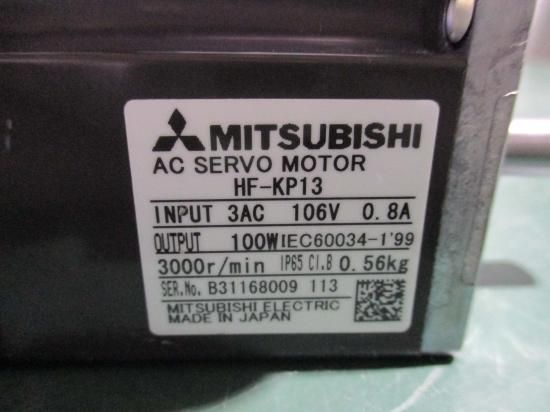 MITSUBISHI
AC SERVO MOTOR
HF-KP13
INPUT 3AC 106V 0.8A
OUTPUT 100W IEC60034-1'99
3000r/min IP65 Cl.B 0.56kg
SER.No. B31168009 113
MITSUBISHI ELECTRIC
MADE IN JAPAN